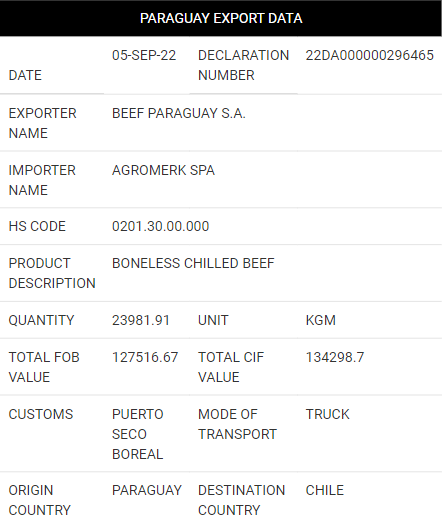 PARAGUAY EXPORT DATA
DATE 05-SEP-22 DECLARATION NUMBER 22DA000000296465
EXPORTER NAME BEEF PARAGUAY S.A.
IMPORTER NAME AGROMERK SPA
HS CODE 0201.30.00.000
PRODUCT DESCRIPTION BONELESS CHILLED BEEF
QUANTITY 23981.91 UNIT KGM
TOTAL FOB VALUE 127516.67 TOTAL CIF VALUE 134298.7
CUSTOMS PUERTO SECO BOREAL MODE OF TRANSPORT TRUCK
ORIGIN COUNTRY PARAGUAY DESTINATION COUNTRY CHILE